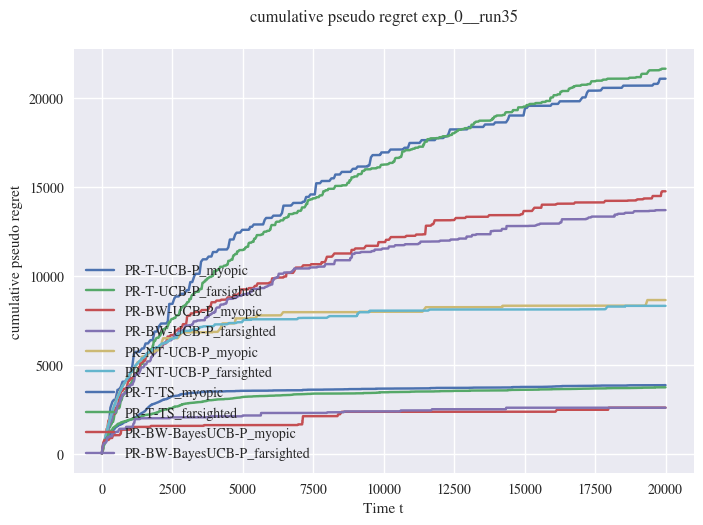 cumulative pseudo regret exp_0__run35
cumulative pseudo regret
20000
15000
10000
5000
0
PR-T-UCB-P_myopic
PR-T-UCB-P_farsighted
PR-BW-UCB-P_myopic
PR-BW-UCB-P_farsighted
PR-NT-UCB-P_myopic
PR-NT-UCB-P_farsighted
PR-T-TS_myopic
PR-T-TS_farsighted
PR-BW-BayesUCB-P_myopic
PR-BW-BayesUCB-P_farsighted
0 2500 5000 7500 10000 12500 15000 17500 20000
Time t